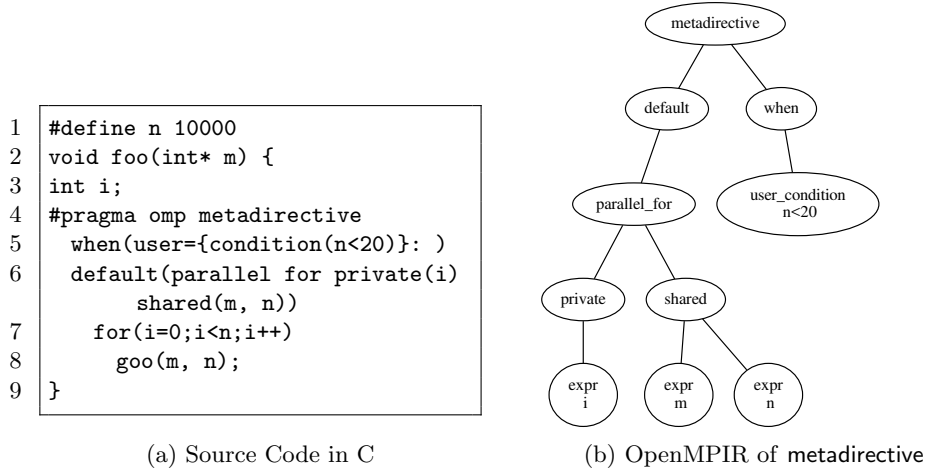 1 #define n 10000
2 void foo(int* m) {
3 int i;
4 #pragma omp metadirective
5 when(user={condition(n<20)}: )
6 default(parallel for private(i)
shared(m, n))
7 for(i=0;i<n;i++)
8 goo(m, n);
9 }
(a) Source Code in C
metadirective
default
when
parallel_for
user_condition
n<20
private
shared
expr
i
expr
m
expr
n
(b) OpenMPIR of metadirective